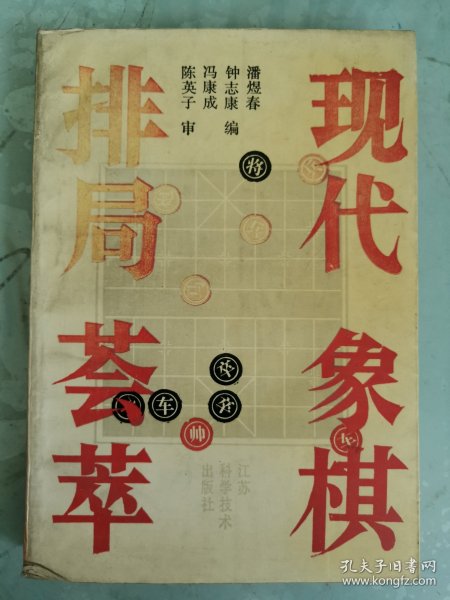 现代象棋
排局荟萃
潘煜春
钟志康 编
冯康成
陈英子 审
将
车
帅
江苏
科学技术
出版社
孔夫子旧书网
www.kongfz.com